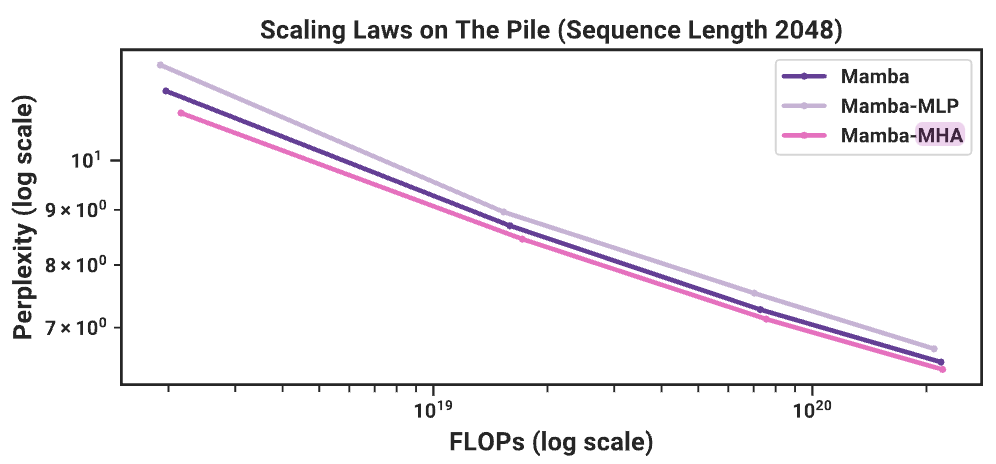 Scaling Laws on The Pile (Sequence Length 2048)
Mamba
Mamba-MLP
Mamba-MHA
Perplexity (log scale)
10¹
9 × 10⁰
8 × 10⁰
7 × 10⁰
10¹⁹
10²⁰
FLOPs (log scale)